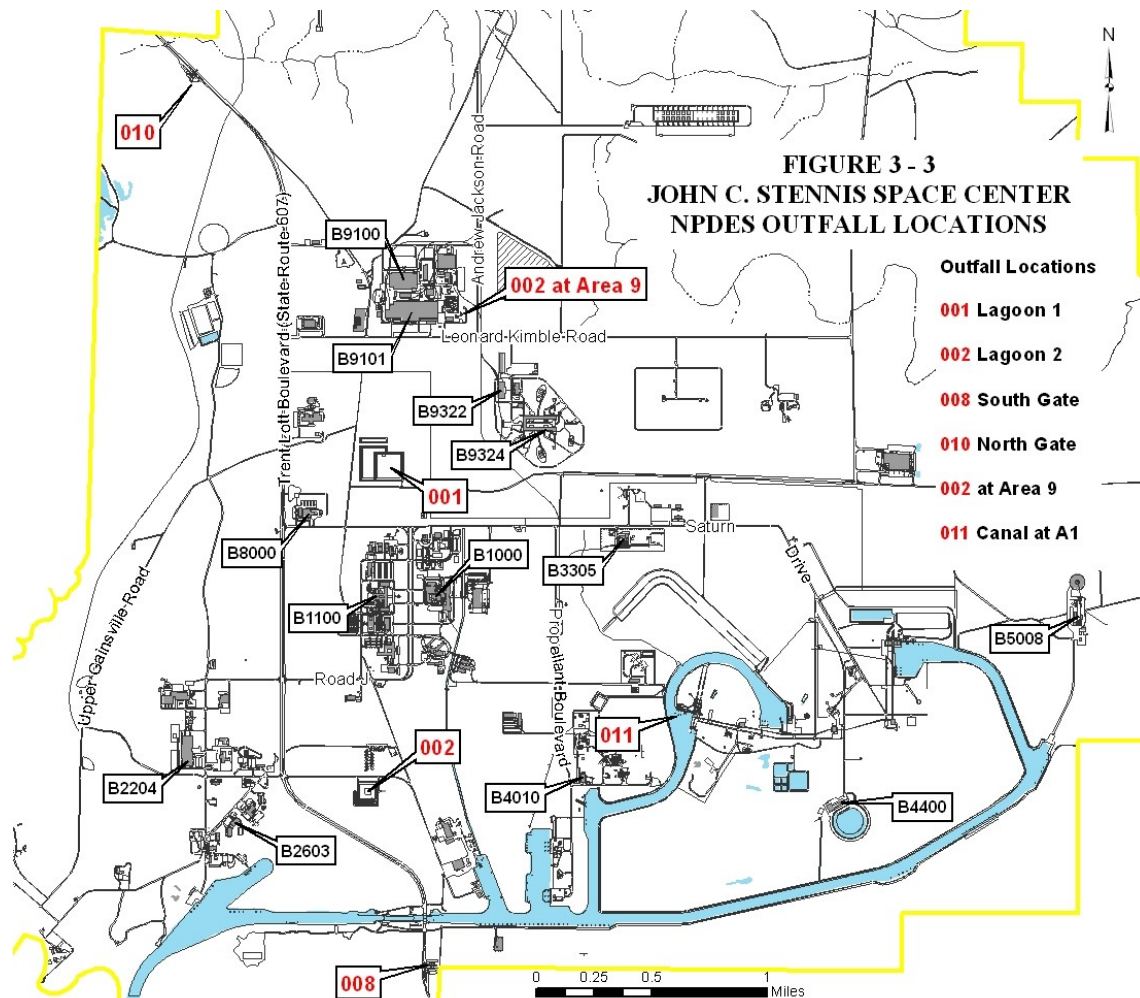 N
010
FIGURE 3 - 3
JOHN C. STENNIS SPACE CENTER
NPDES OUTFALL LOCATIONS
Outfall Locations
001 Lagoon 1
002 Lagoon 2
008 South Gate
010 North Gate
002 at Area 9
011 Canal at A1
Trent Lott Boulevard (State Route 607)
Andrew Jackson Road
B9100
002 at Area 9
Leonard Kimble Road
B9101
B9322
B9324
001
Saturn
Drive
B8000
B1000
B3305
B1100
B5008
Upper Gainsville Road
Road J
Propallant Boulevard
011
002
B2204
B4010
B4400
B2603
008
0 0.25 0.5 1
Miles